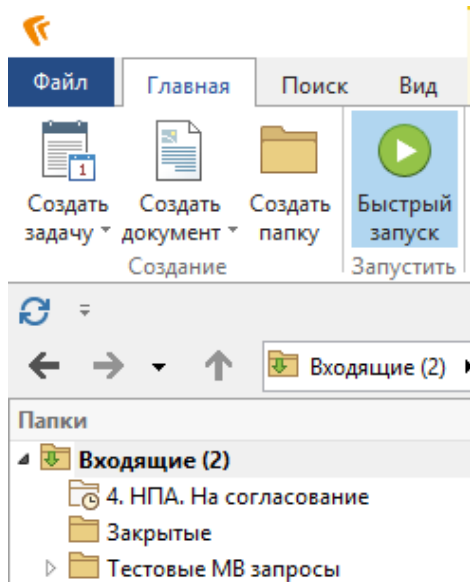 Файл Главная Поиск Вид
Создать задачу Создать документ Создать папку Быстрый запуск
1
Создание Запустить
Входящие (2)
Папки
Входящие (2)
4. НПА. На согласование
Закрытые
Тестовые МВ запросы